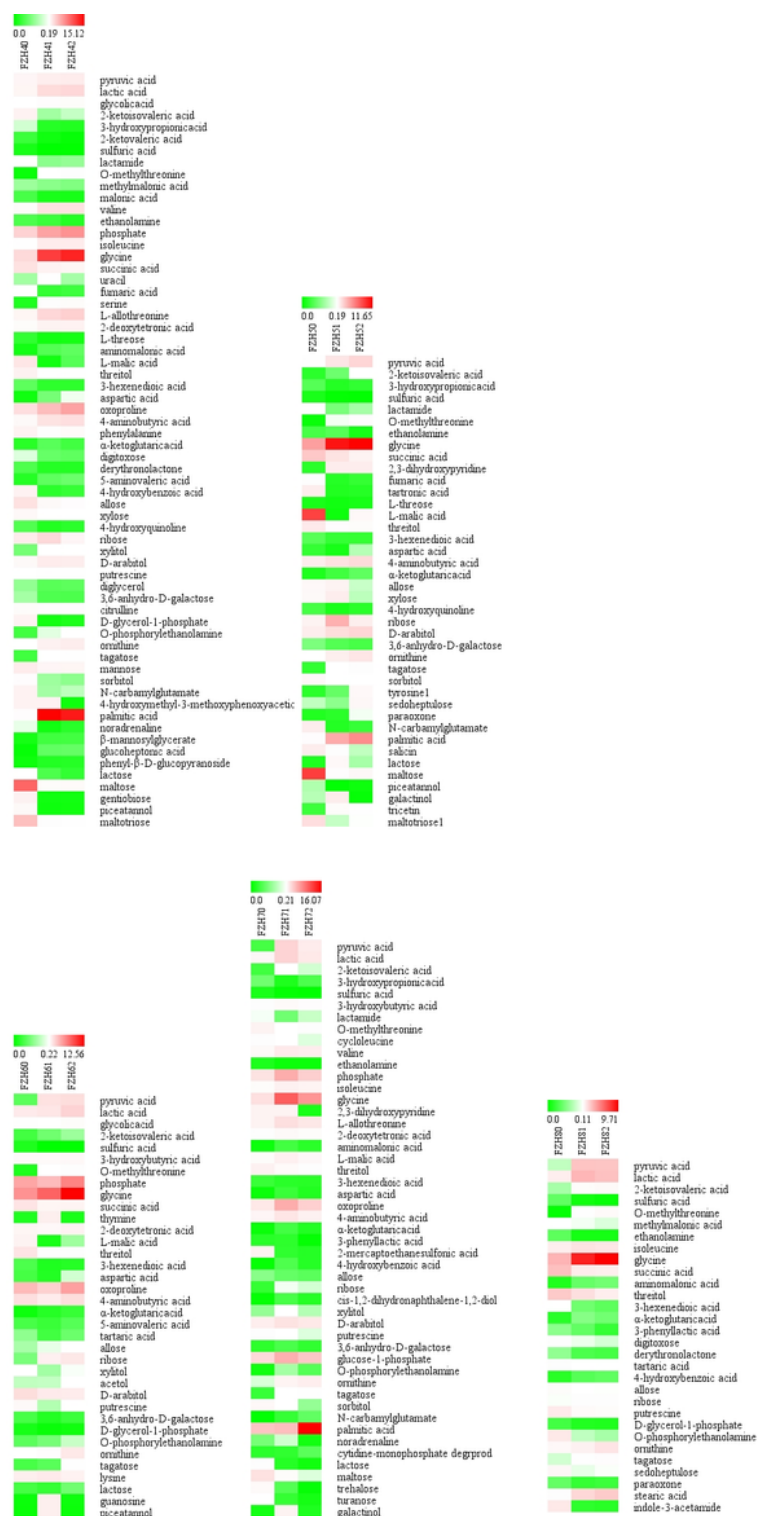 0.0 0.19 15.12
FZH40 FZH41 FZH42
pyruvic acid
lactic acid
glycolicacid
2-ketoisovaleric acid
3-hydroxypropionicacid
2-ketovaleric acid
sulfuric acid
lactamide
O-methylthreonine
methylmalonic acid
malonic acid
valine
ethanolamine
phosphate
isoleucine
glycine
succinic acid
uracil
fumaric acid
serine
L-allothreonine
2-deoxytetronic acid
L-threose
aminomalonic acid
L-malic acid
threitol
3-hexenedioic acid
aspartic acid
oxoproline
4-aminobutyric acid
phenylalanine
α-ketoglutaricacid
digitoxose
derythronolactone
5-aminovaleric acid
4-hydroxybenzoic acid
allose
xylose
4-hydroxyquinoline
ribose
xylitol
D-arabitol
putrescine
diglycerol
3,6-anhydro-D-galactose
citrulline
D-glycerol-1-phosphate
O-phosphorylethanolamine
ornithine
tagatose
mannose
sorbitol
N-carbamylglutamate
4-hydroxymethyl-3-methoxyphenoxyacetic
palmitic acid
noradrenaline
β-mannosylglycerate
glucoheptonic acid
phenyl-β-D-glucopyranoside
lactose
maltose
gentiobiose
piceatannol
maltotriose
0.0 0.19 11.65
FZH50 FZH51 FZH52
pyruvic acid
2-ketoisovaleric acid
3-hydroxypropionicacid
sulfuric acid
lactamide
O-methylthreonine
ethanolamine
glycine
succinic acid
2,3-dihydroxypyridine
fumaric acid
tartronic acid
L-threose
L-malic acid
threitol
3-hexenedioic acid
aspartic acid
4-aminobutyric acid
α-ketoglutaricacid
allose
xylose
4-hydroxyquinoline
ribose
D-arabitol
3,6-anhydro-D-galactose
ornithine
tagatose
sorbitol
tyrosine1
sedoheptulose
paraoxone
N-carbamylglutamate
palmitic acid
salicin
lactose
maltose
piceatannol
galactinol
tricetin
maltotriose1
0.0 0.22 12.56
FZH60 FZH61 FZH62
pyruvic acid
lactic acid
glycolicacid
2-ketoisovaleric acid
sulfuric acid
3-hydroxybutyric acid
O-methylthreonine
phosphate
glycine
succinic acid
thymine
2-deoxytetronic acid
L-malic acid
threitol
3-hexenedioic acid
aspartic acid
oxoproline
4-aminobutyric acid
α-ketoglutaricacid
5-aminovaleric acid
tartaric acid
allose
ribose
xylitol
acetol
D-arabitol
putrescine
3,6-anhydro-D-galactose
D-glycerol-1-phosphate
O-phosphorylethanolamine
ornithine
tagatose
lysine
lactose
guanosine
piceatannol
0.0 0.21 16.07
FZH70 FZH71 FZH72
pyruvic acid
lactic acid
2-ketoisovaleric acid
3-hydroxypropionicacid
sulfuric acid
3-hydroxybutyric acid
lactamide
O-methylthreonine
cycloleucine
valine
ethanolamine
phosphate
isoleucine
glycine
2,3-dihydroxypyridine
L-allothreonine
2-deoxytetronic acid
aminomalonic acid
L-malic acid
threitol
3-hexenedioic acid
aspartic acid
oxoproline
4-aminobutyric acid
α-ketoglutaricacid
3-phenyllactic acid
2-mercaptoethanesulfonic acid
4-hydroxybenzoic acid
allose
ribose
cis-1,2-dihydronaphthalene-1,2-diol
xylitol
D-arabitol
putrescine
3,6-anhydro-D-galactose
glucose-1-phosphate
O-phosphorylethanolamine
ornithine
tagatose
sorbitol
N-carbamylglutamate
palmitic acid
noradrenaline
cytidine-monophosphate degrprod
lactose
maltose
trehalose
turanose
galactinol
0.0 0.11 9.71
FZH80 FZH81 FZH82
pyruvic acid
lactic acid
2-ketoisovaleric acid
sulfuric acid
O-methylthreonine
methylmalonic acid
ethanolamine
isoleucine
glycine
succinic acid
aminomalonic acid
threitol
3-hexenedioic acid
α-ketoglutaricacid
3-phenyllactic acid
digitoxose
derythronolactone
tartaric acid
4-hydroxybenzoic acid
allose
ribose
putrescine
D-glycerol-1-phosphate
O-phosphorylethanolamine
ornithine
tagatose
sedoheptulose
paraoxone
stearic acid
indole-3-acetamide